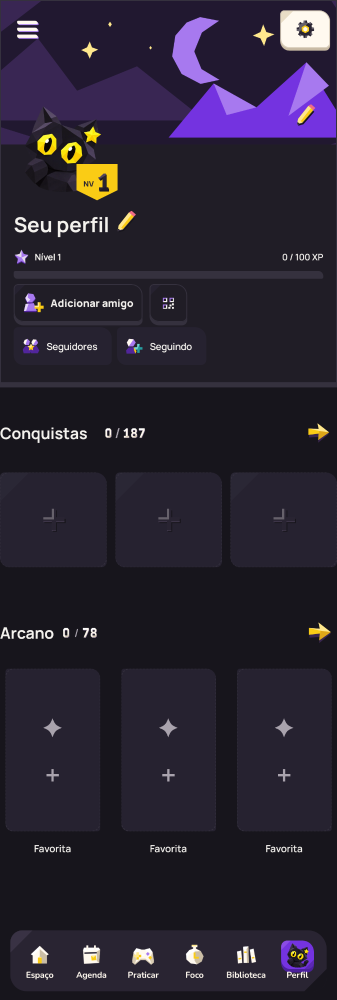 NV 1
Seu perfil
Nível 1
0 / 100 XP
Adicionar amigo
Seguidores
Seguindo
Conquistas 0 / 187
Arcano 0 / 78
Favorita
Favorita
Favorita
Espaço
Agenda
Praticar
Foco
Biblioteca
Perfil